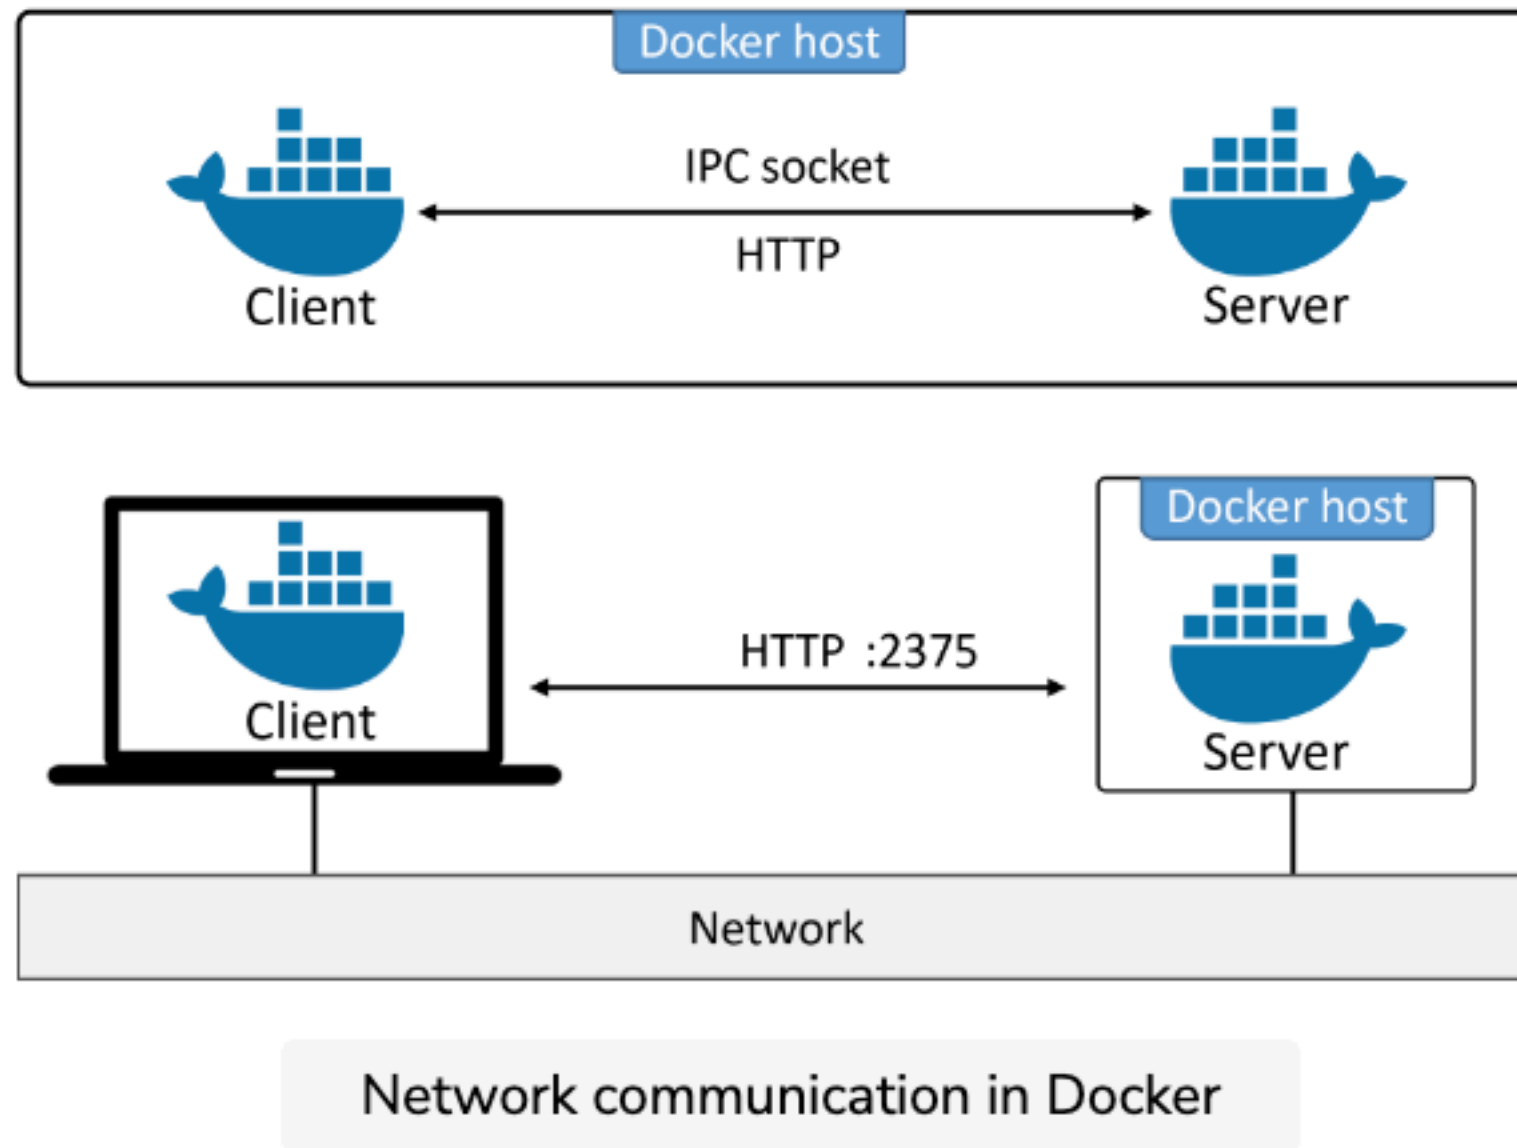 Docker host
IPC socket
HTTP
Client
Server
Docker host
HTTP :2375
Client
Server
Network
Network communication in Docker